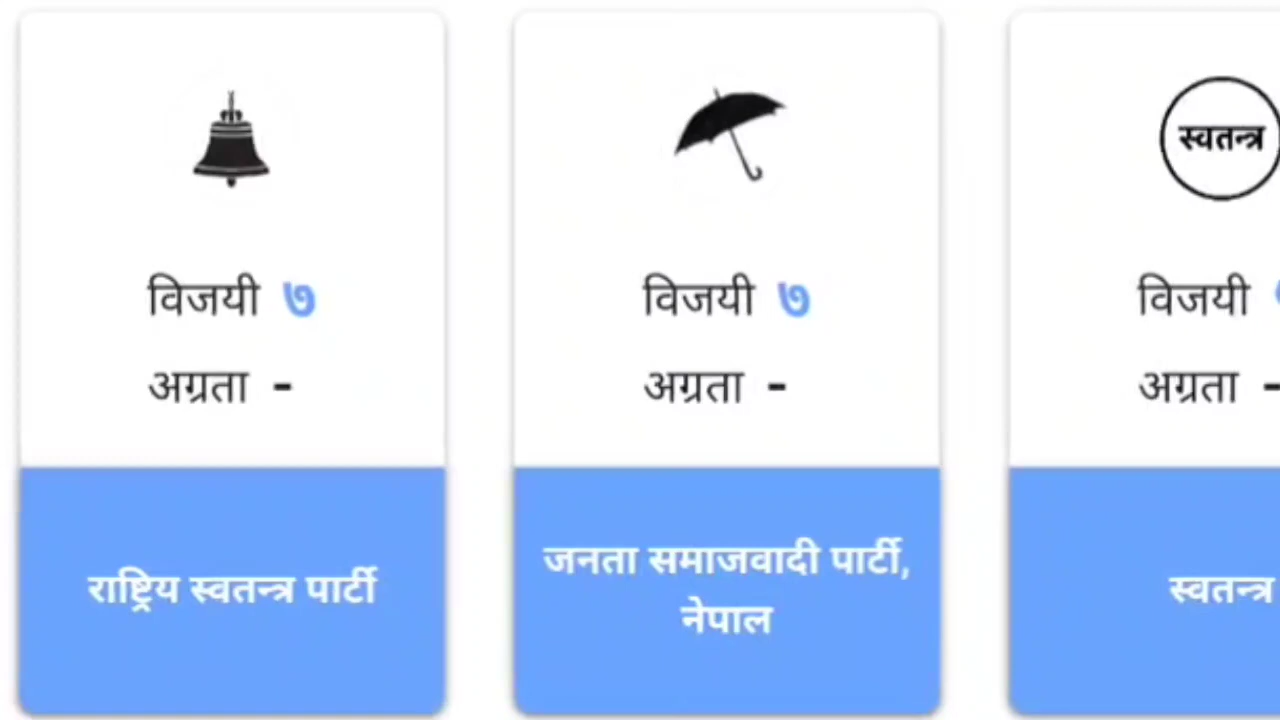 विजयी ७
अग्रता -
राष्ट्रिय स्वतन्त्र पार्टी
विजयी ७
अग्रता -
जनता समाजवादी पार्टी,
नेपाल
स्वतन्त्र
विजयी
अग्रता -
स्वतन्त्र